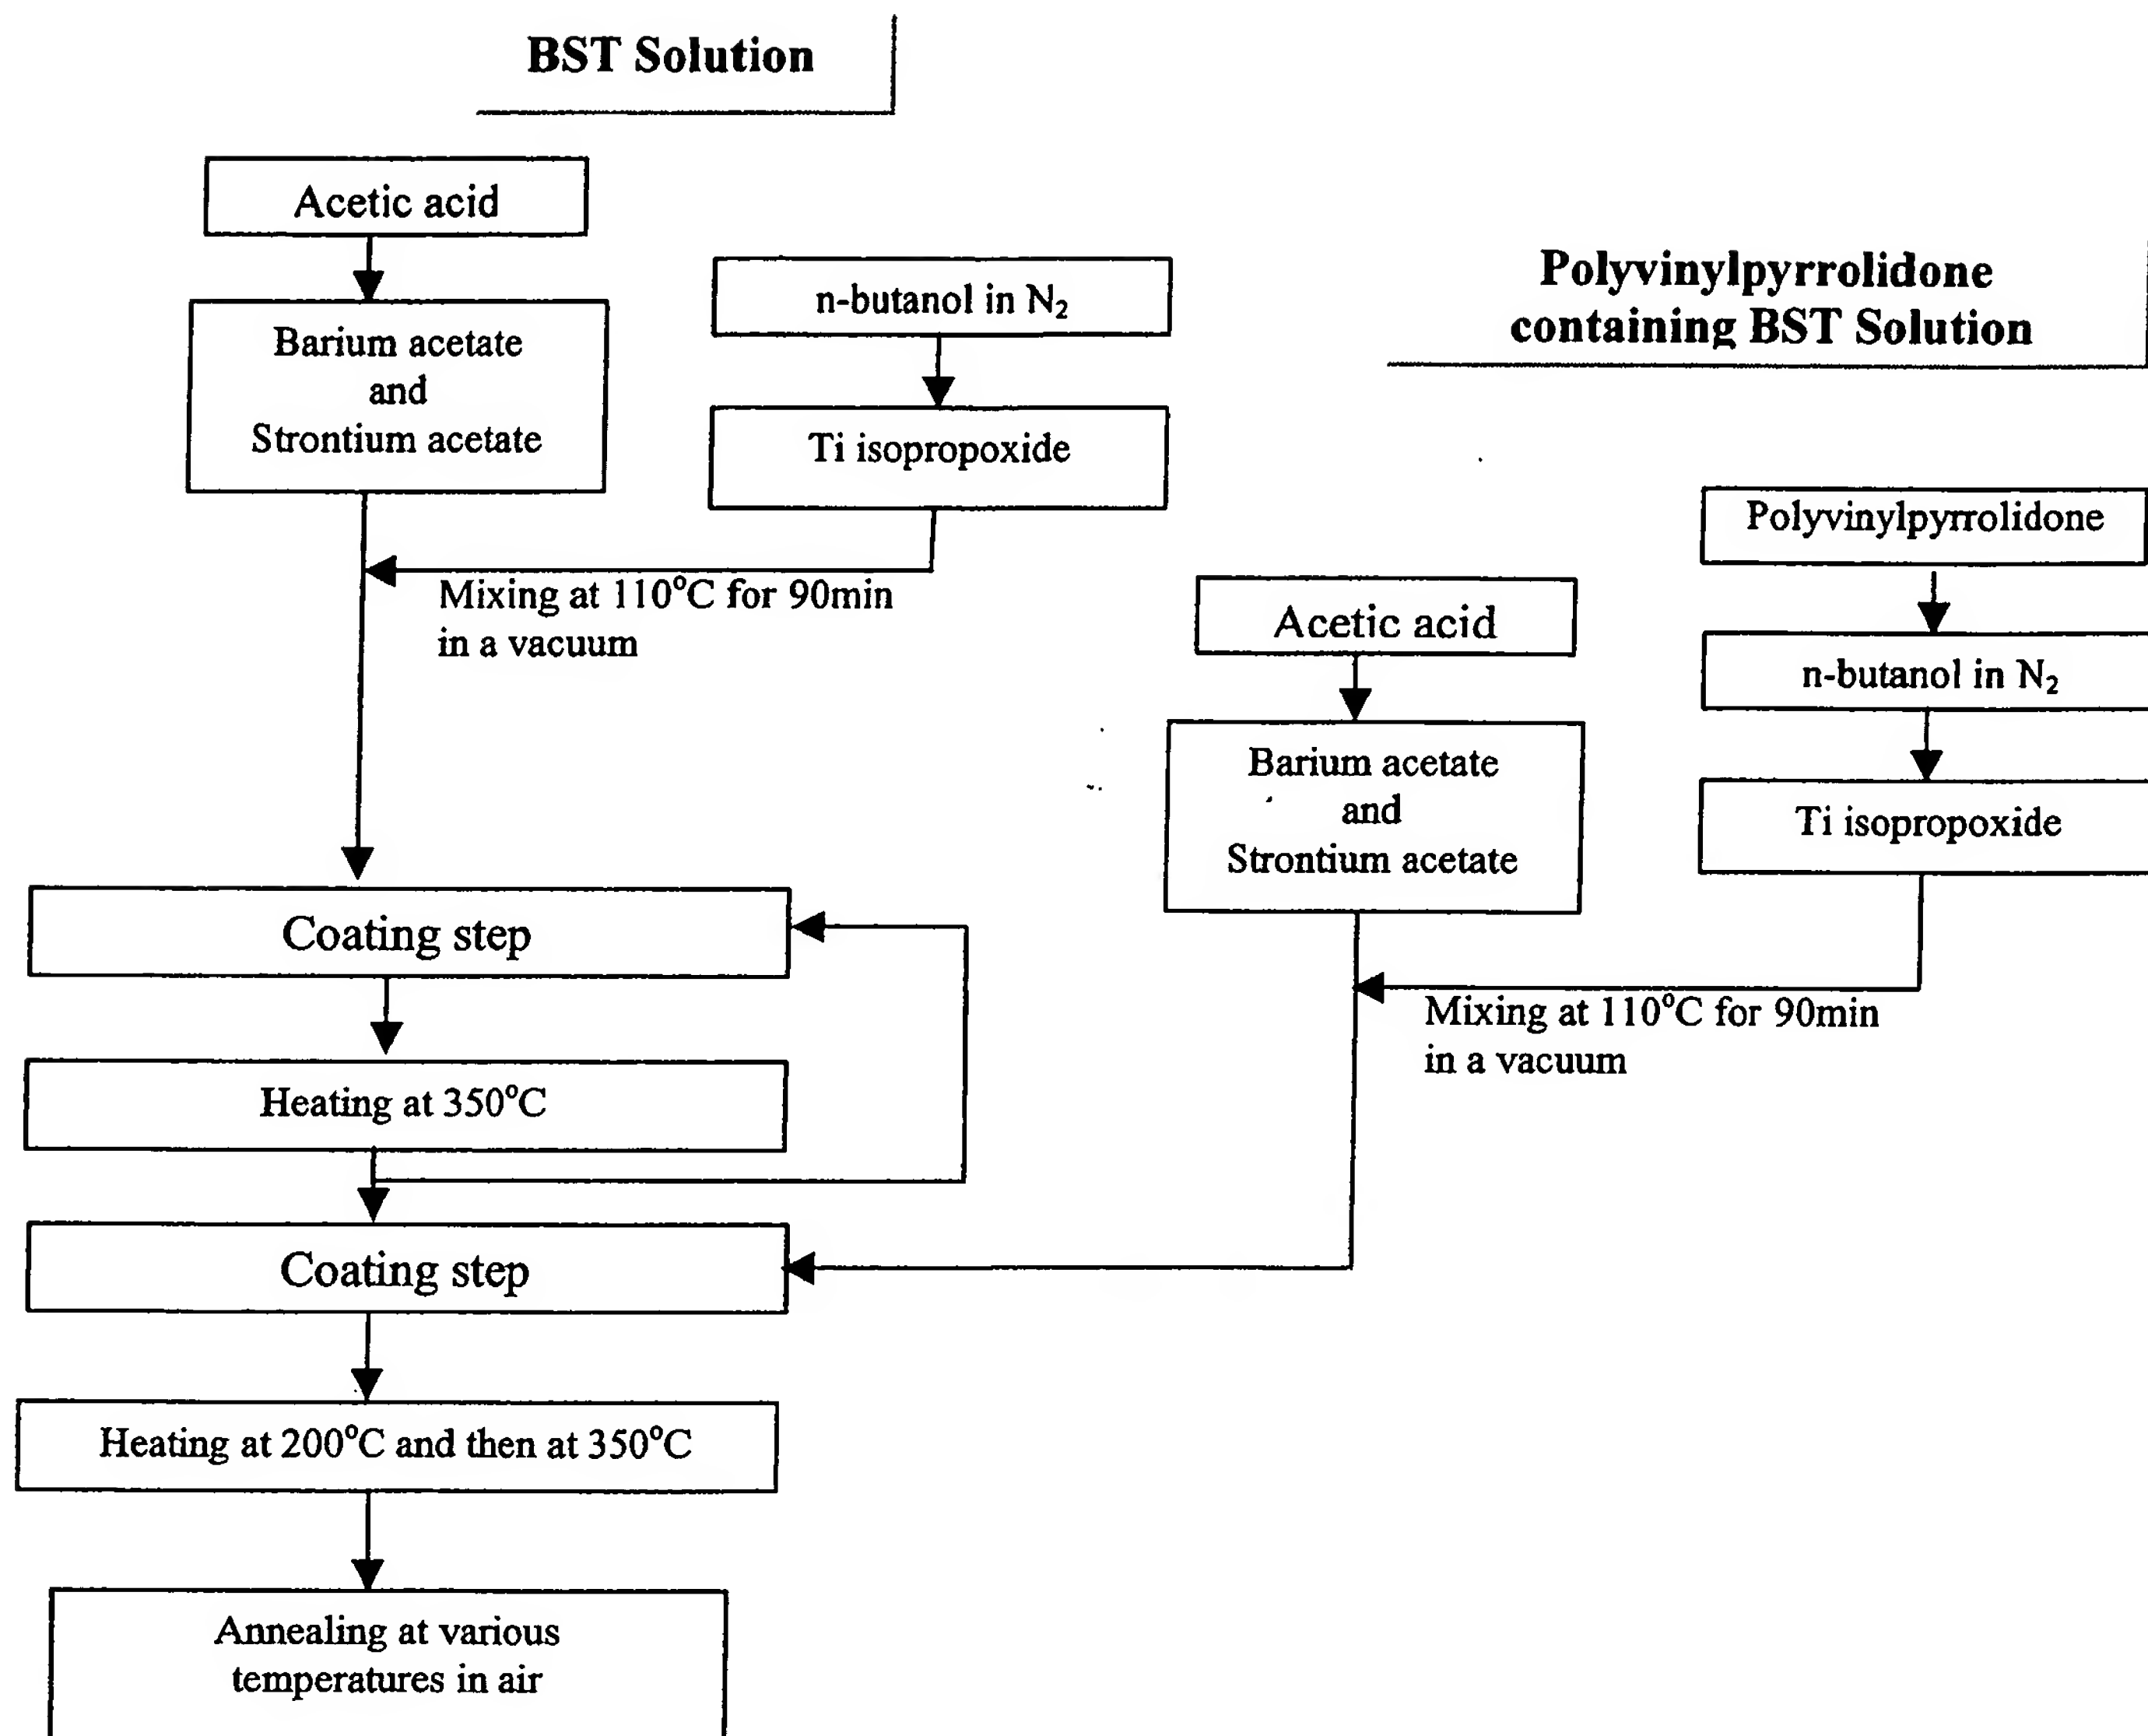 BST Solution
Acetic acid
Barium acetate
and
Strontium acetate
n-butanol in N₂
Ti isopropoxide
Mixing at 110°C for 90min
in a vacuum
Polyvinylpyrrolidone
containing BST Solution
Polyvinylpyrrolidone
n-butanol in N₂
Ti isopropoxide
Acetic acid
Barium acetate
and
Strontium acetate
Mixing at 110°C for 90min
in a vacuum
Coating step
Heating at 350°C
Coating step
Heating at 200°C and then at 350°C
Annealing at various
temperatures in air